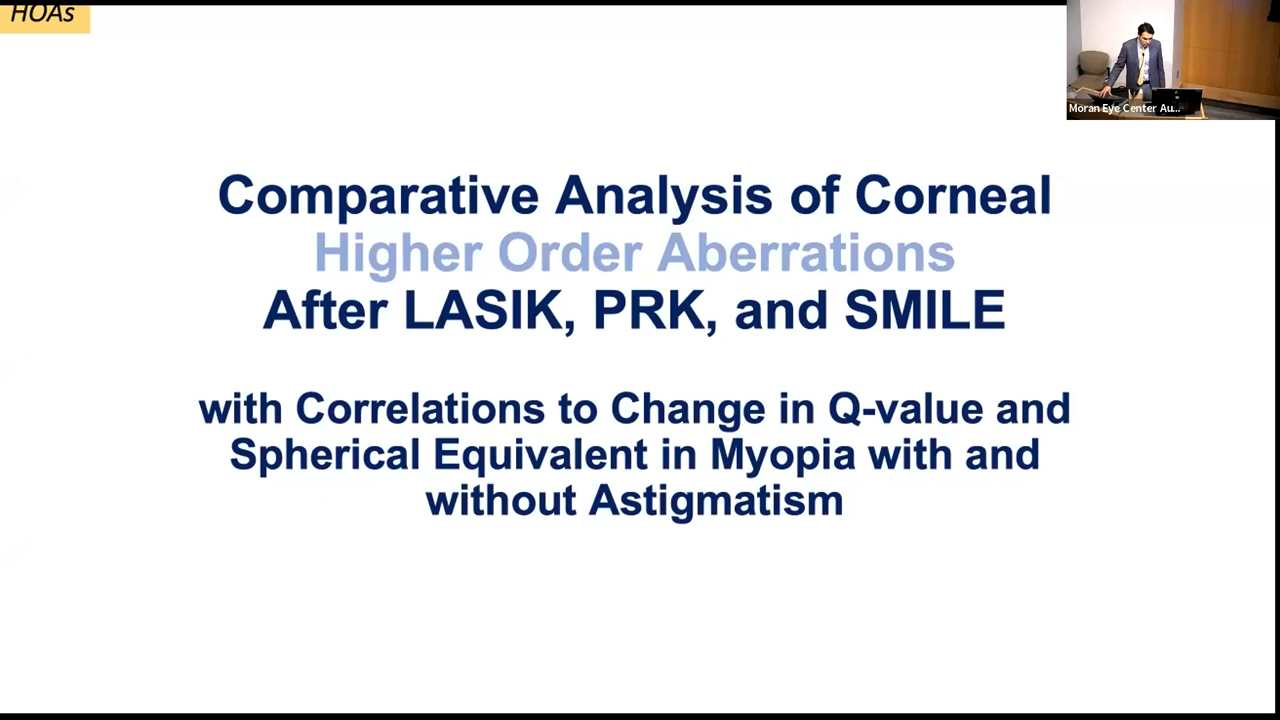 HOAs
Moran Eye Center Au...
Comparative Analysis of Corneal
Higher Order Aberrations
After LASIK, PRK, and SMILE
with Correlations to Change in Q-value and
Spherical Equivalent in Myopia with and
without Astigmatism